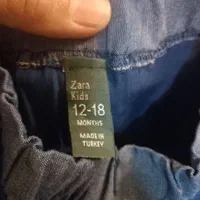 Zara
Kids
12-18
MONTHS
MADE IN
TURKEY